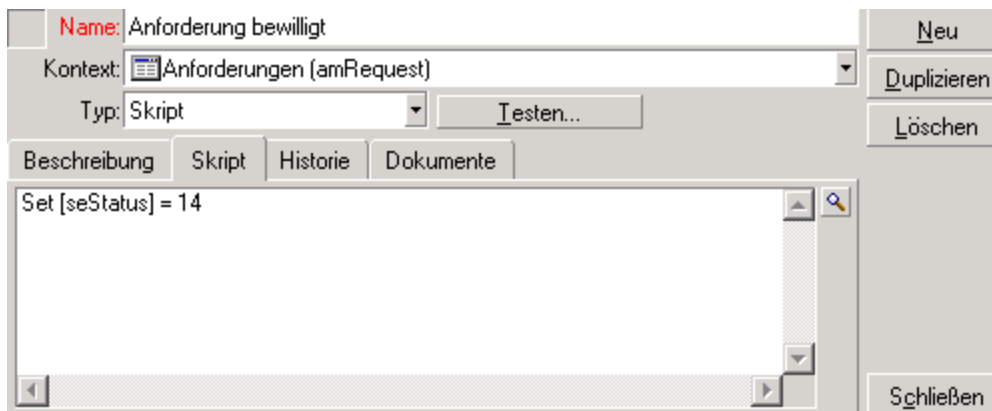 Name: Anforderung bewilligt
Neu
Kontext: Anforderungen (amRequest)
Duplizieren
Typ: Skript
Testen...
Löschen
Beschreibung Skript Historie Dokumente
Set [seStatus] = 14
Schließen